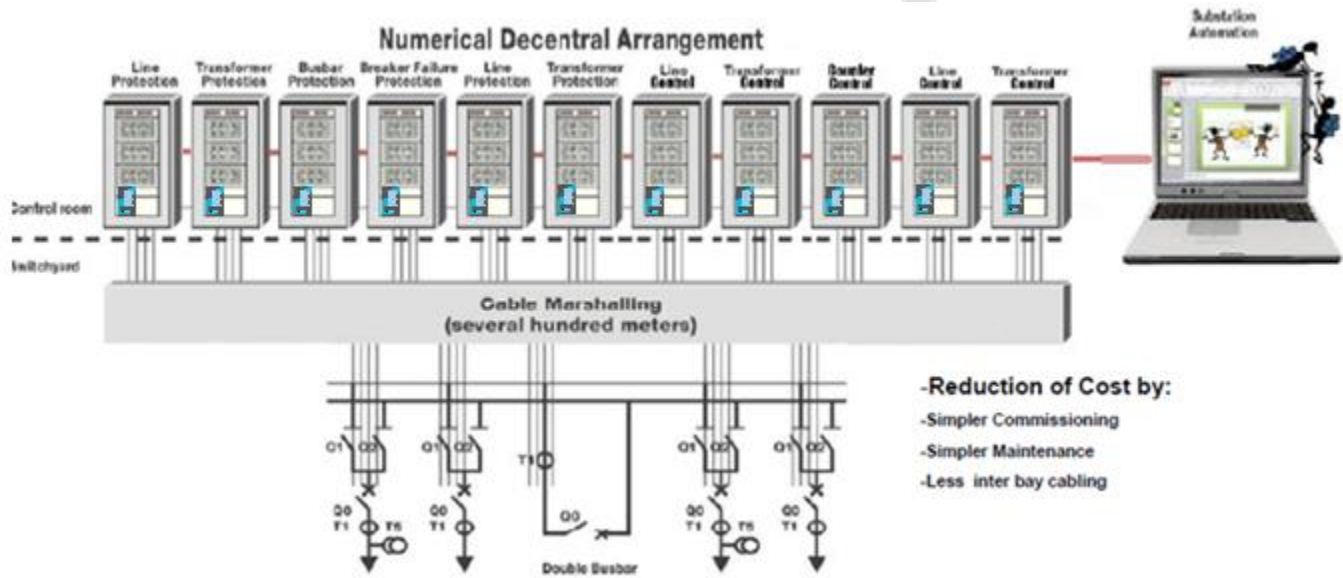 Substation
Automation
Numerical Decentral Arrangement
Line
Protection
Transformer
Protection
Busbar
Protection
Breaker Failure
Protection
Line
Protection
Transformer
Protection
Line
Control
Transformer
Control
Coupler
Control
Line
Control
Transformer
Control
Control room
Switchyard
Cable Marshalling
(several hundred meters)
-Reduction of Cost by:
-Simpler Commissioning
-Simpler Maintenance
-Less inter bay cabling
Q1 Q2
Q1 Q2
T1
Q1 Q2
Q1 Q2
Q0
T1 T5
Q0
T1
Q0
Q0
T1 T5
Q0
T1
Double Busbar